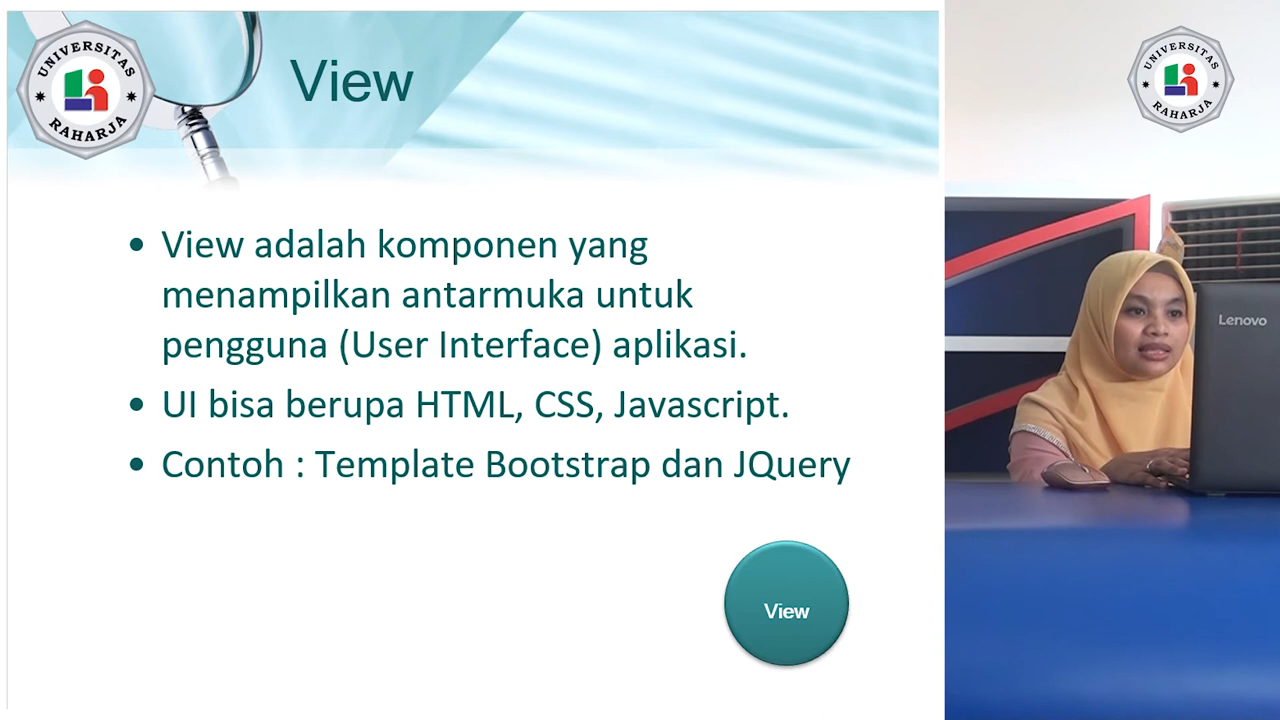 UNIVERSITAS
RAHARJA
View
• View adalah komponen yang
menampilkan antarmuka untuk
pengguna (User Interface) aplikasi.
• UI bisa berupa HTML, CSS, Javascript.
• Contoh : Template Bootstrap dan JQuery
View
UNIVERSITAS
RAHARJA
Lenovo